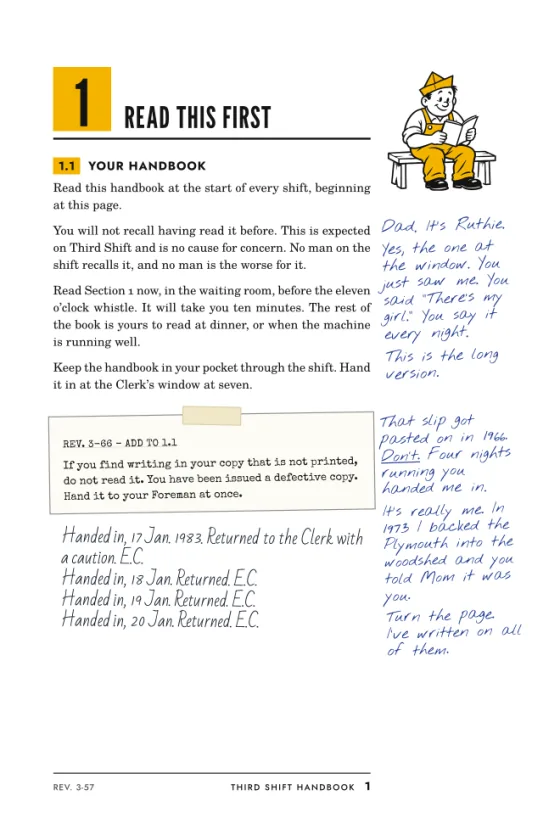 1
READ THIS FIRST
1.1 YOUR HANDBOOK
Read this handbook at the start of every shift, beginning
at this page.
You will not recall having read it before. This is expected
on Third Shift and is no cause for concern. No man on the
shift recalls it, and no man is the worse for it.
Read Section 1 now, in the waiting room, before the eleven
o'clock whistle. It will take you ten minutes. The rest of
the book is yours to read at dinner, or when the machine
is running well.
Keep the handbook in your pocket through the shift. Hand
it in at the Clerk's window at seven.
Dad. It's Ruthie.
Yes, the one at
the window. You
just saw me. You
said "There's my
girl." You say it
every night.
This is the long
version.
REV. 3-66 – ADD TO 1.1
If you find writing in your copy that is not printed,
do not read it. You have been issued a defective copy.
Hand it to your Foreman at once.
Handed in, 17 Jan. 1983. Returned to the Clerk with
a caution. E.C.
Handed in, 18 Jan. Returned. E.C.
Handed in, 19 Jan. Returned. E.C.
Handed in, 20 Jan. Returned. E.C.
That slip got
pasted on in 1966.
Don't. Four nights
running you
handed me in.
It's really me. In
1973 I backed the
Plymouth into the
woodshed and you
told Mom it was
you.
Turn the page.
I've written on all
of them.
REV. 3-57
THIRD SHIFT HANDBOOK 1